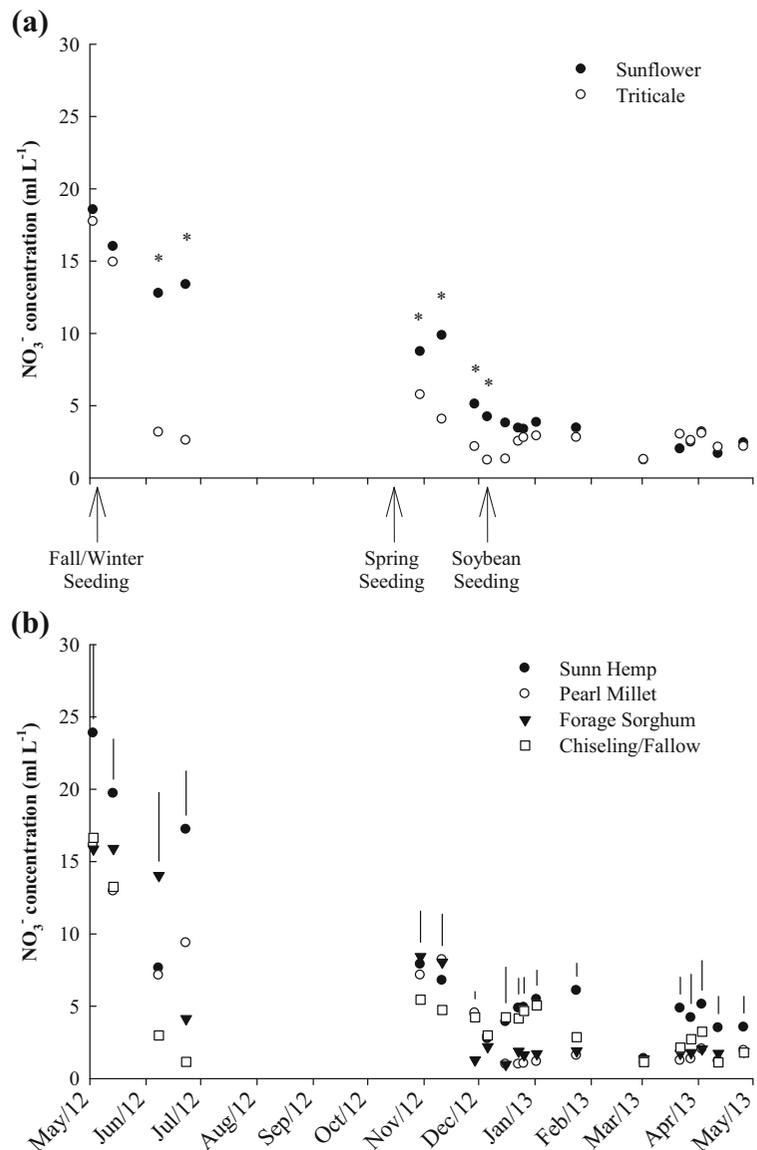 (a)
30
25
20
15
10
5
0
NO₃⁻ concentration (ml L⁻¹)
Sunflower
Triticale
*
*
*
*
*
*
Fall/Winter
Seeding
Spring
Seeding
Soybean
Seeding
(b)
30
25
20
15
10
5
0
NO₃⁻ concentration (ml L⁻¹)
Sunn Hemp
Pearl Millet
Forage Sorghum
Chiseling/Fallow
May/12
Jun/12
Jul/12
Aug/12
Sep/12
Oct/12
Nov/12
Dec/12
Jan/13
Feb/13
Mar/13
Apr/13
May/13